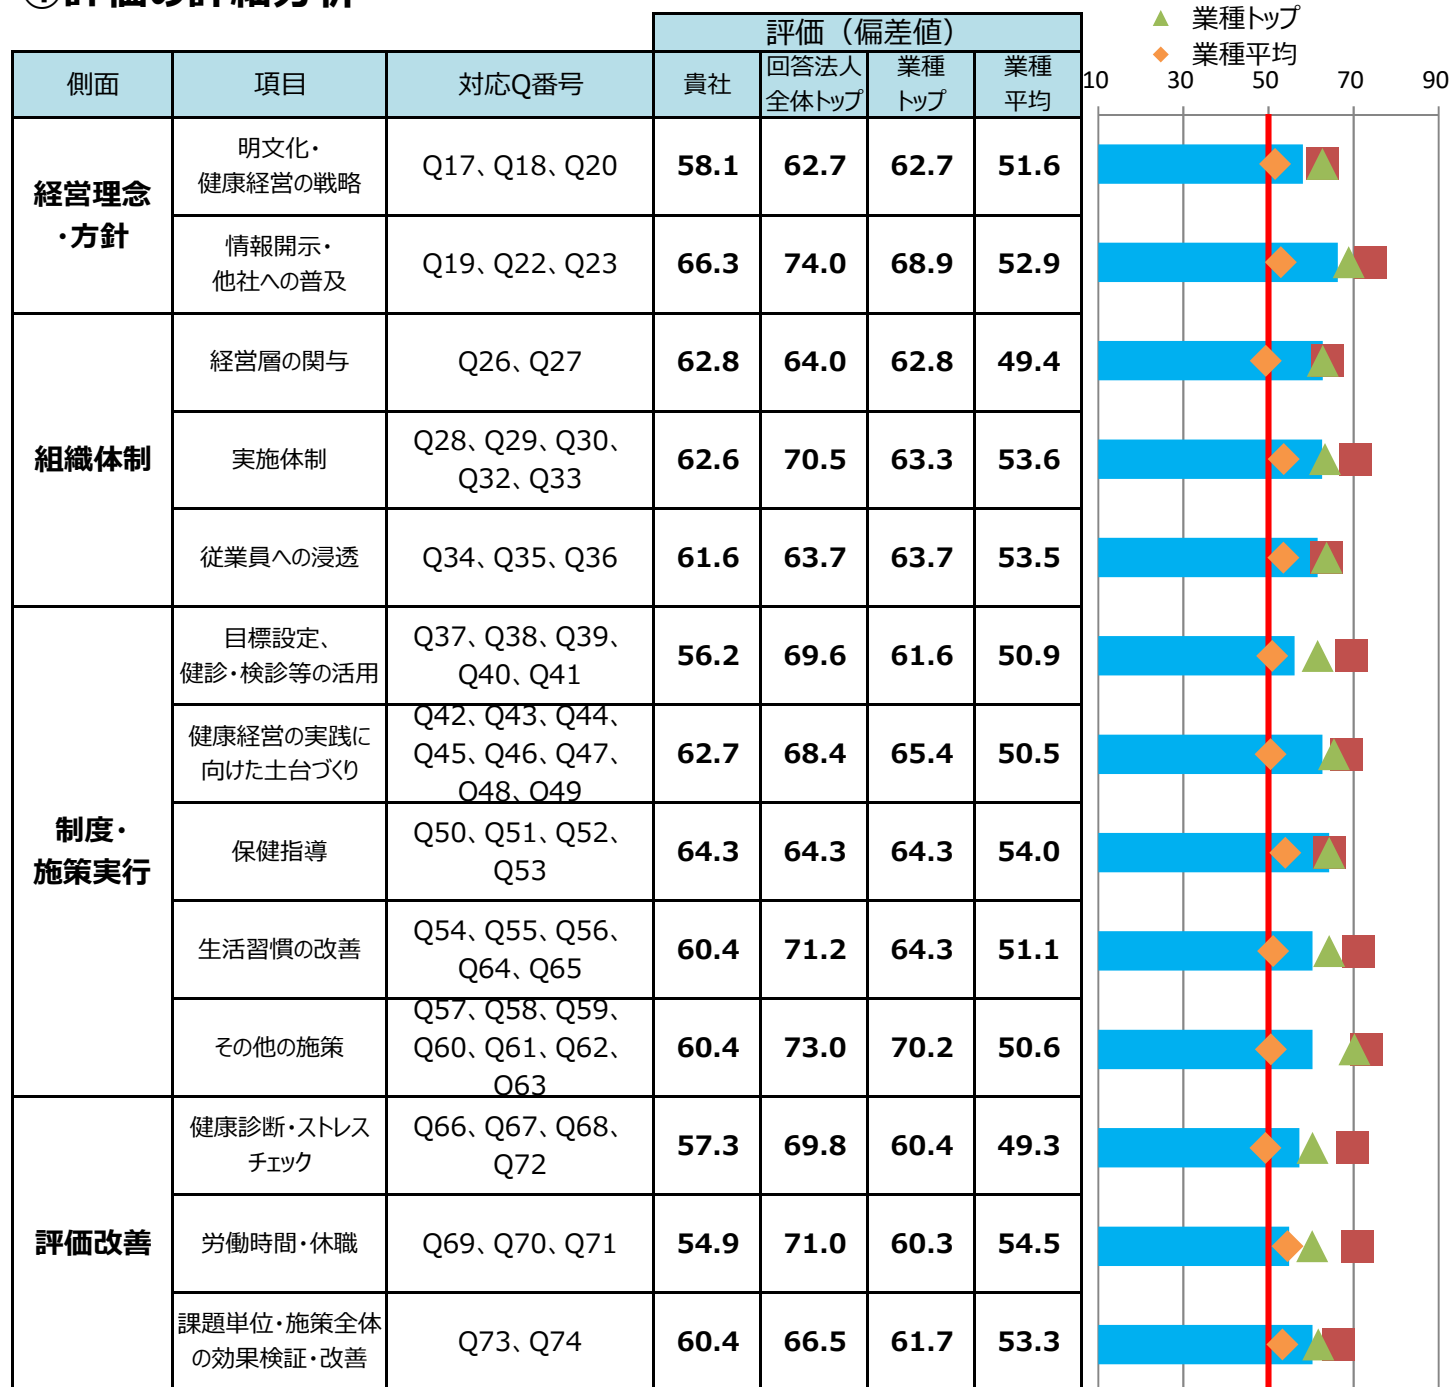 ①評価の詳細分析
業種トップ
業種平均
評価（偏差値）
側面 項目 対応Q番号 貴社 回答法人 業種 業種
全体トップ トップ 平均
10 30 50 70 90
経営理念
・方針
明文化・
健康経営の戦略
Q17、Q18、Q20 58.1 62.7 62.7 51.6
情報開示・
他社への普及
Q19、Q22、Q23 66.3 74.0 68.9 52.9
組織体制
経営層の関与 Q26、Q27 62.8 64.0 62.8 49.4
実施体制
Q28、Q29、Q30、
Q32、Q33
62.6 70.5 63.3 53.6
従業員への浸透 Q34、Q35、Q36 61.6 63.7 63.7 53.5
制度・
施策実行
目標設定、
健診・検診等の活用
Q37、Q38、Q39、
Q40、Q41
56.2 69.6 61.6 50.9
健康経営の実践に
向けた土台づくり
Q42、Q43、Q44、
Q45、Q46、Q47、
Q48、Q49
62.7 68.4 65.4 50.5
保健指導
Q50、Q51、Q52、
Q53
64.3 64.3 64.3 54.0
生活習慣の改善
Q54、Q55、Q56、
Q64、Q65
60.4 71.2 64.3 51.1
その他の施策
Q57、Q58、Q59、
Q60、Q61、Q62、
Q63
60.4 73.0 70.2 50.6
評価改善
健康診断・ストレス
チェック
Q66、Q67、Q68、
Q72
57.3 69.8 60.4 49.3
労働時間・休職 Q69、Q70、Q71 54.9 71.0 60.3 54.5
課題単位・施策全体
の効果検証・改善
Q73、Q74 60.4 66.5 61.7 53.3